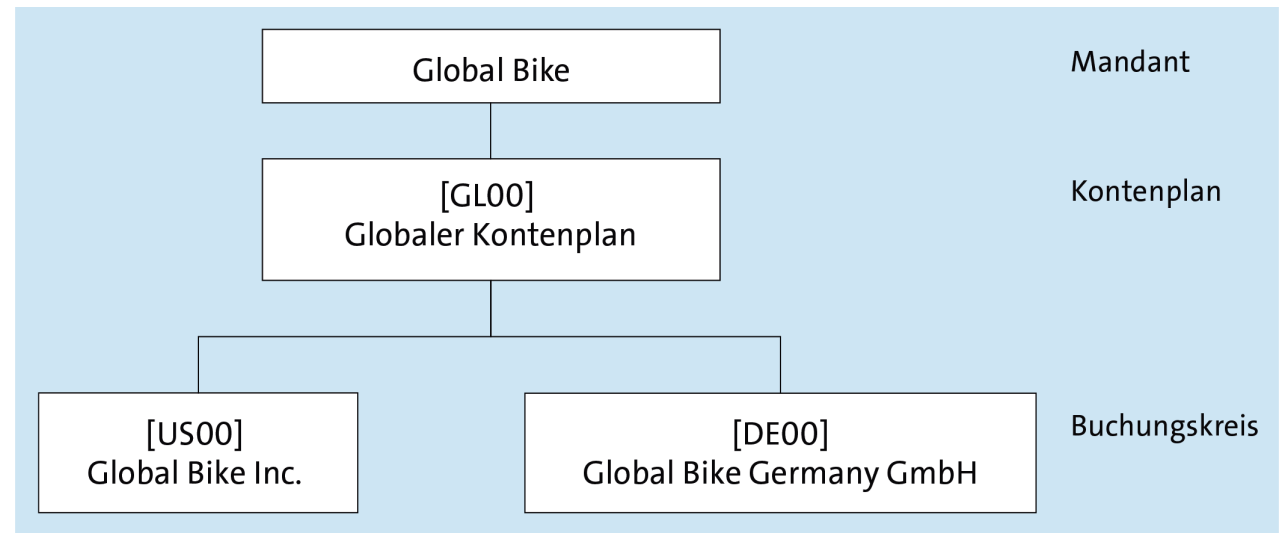 Global Bike
Mandant
[GL00]
Globaler Kontenplan
Kontenplan
[US00]
Global Bike Inc.
[DE00]
Global Bike Germany GmbH
Buchungskreis